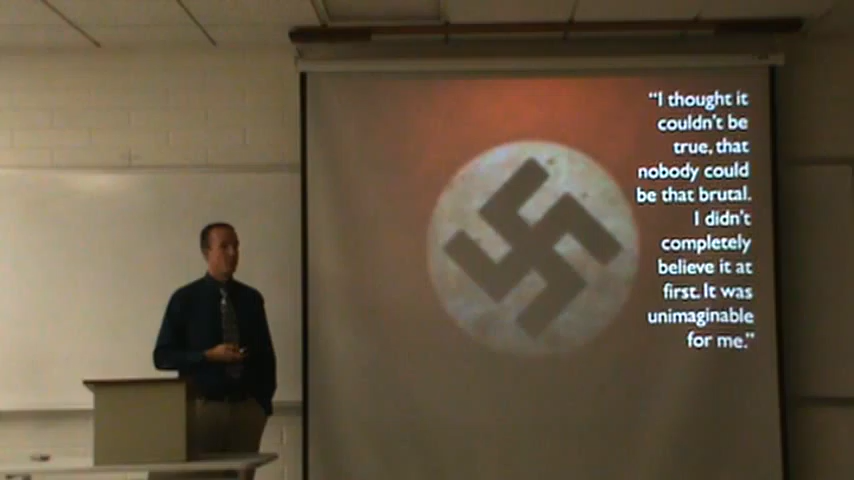 “I thought it
couldn't be
true, that
nobody could
be that brutal.
I didn't
completely
believe it at
first. It was
unimaginable
for me.”